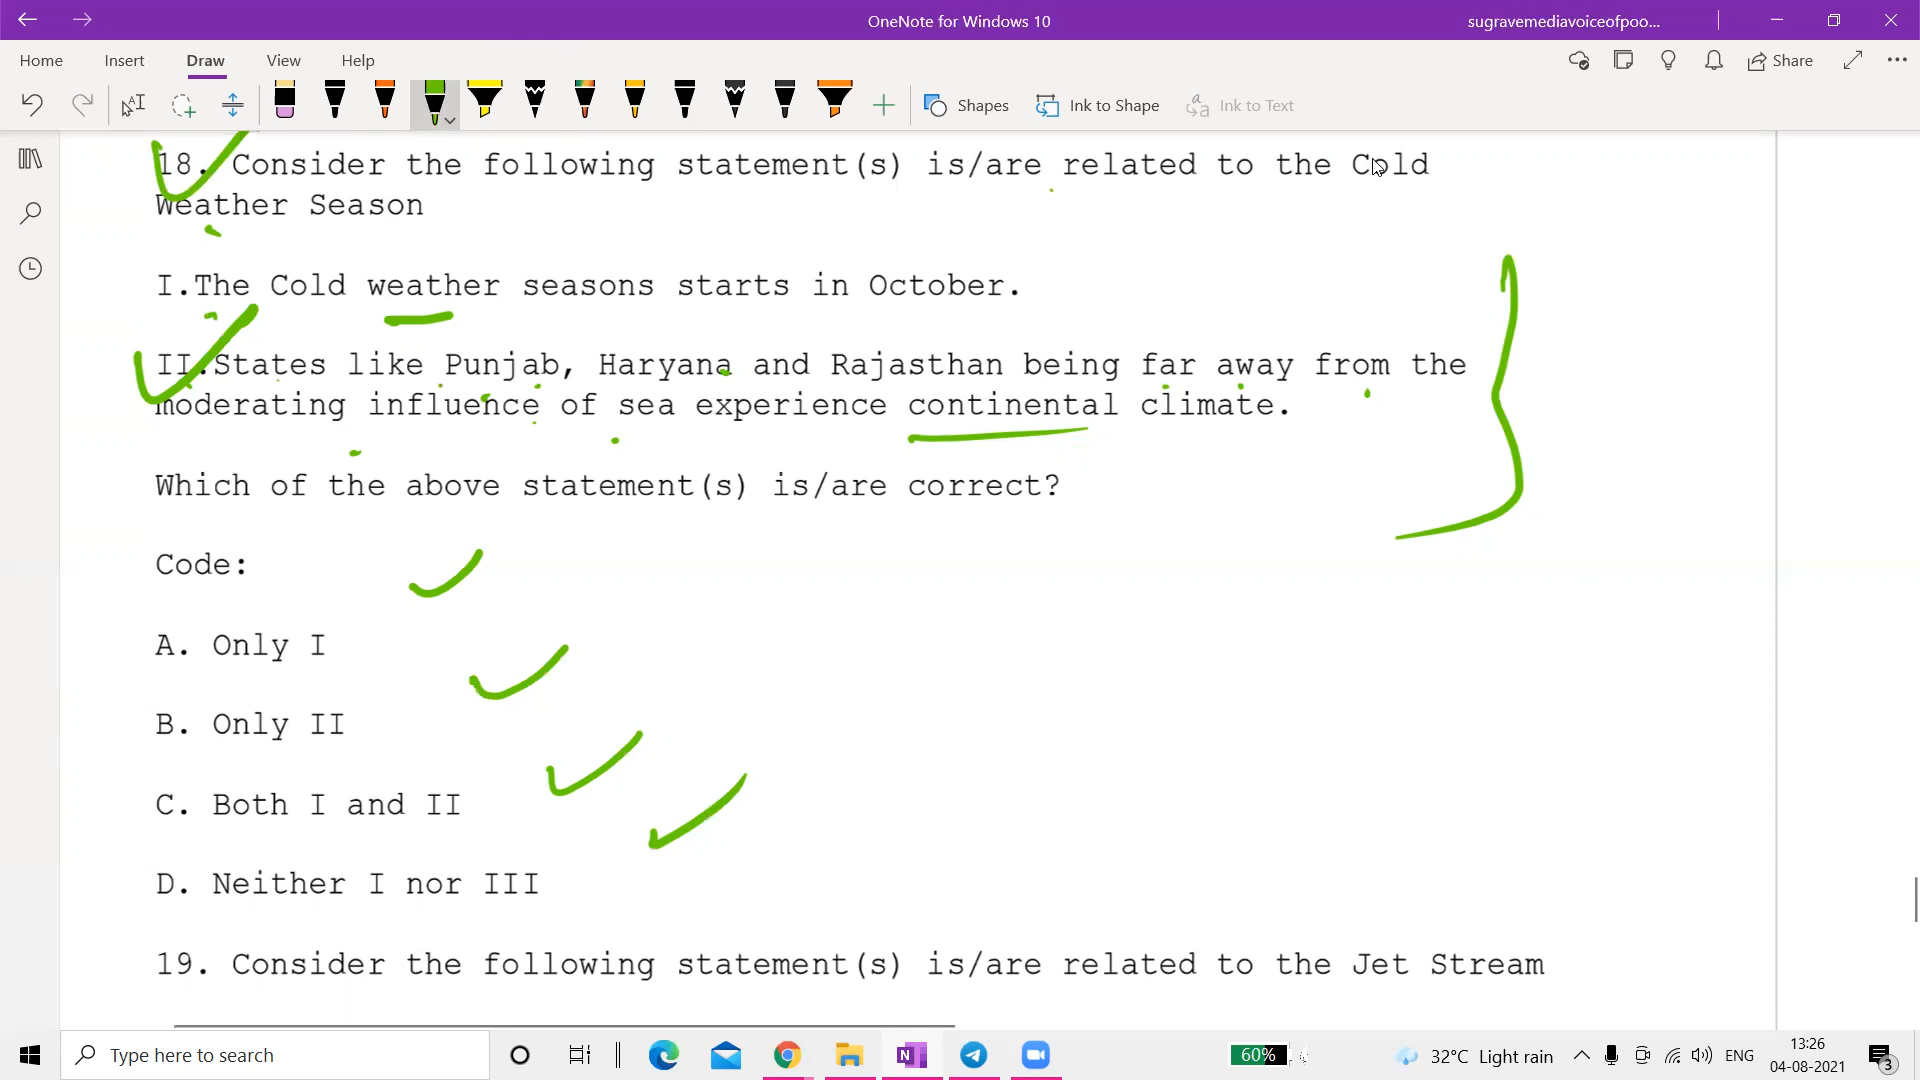 OneNote for Windows 10
sugravemediavoiceofpoo...
Home Insert Draw View Help
Share
Shapes Ink to Shape Ink to Text
18. Consider the following statement(s) is/are related to the Cold
Weather Season
I.The Cold weather seasons starts in October.
II.States like Punjab, Haryana and Rajasthan being far away from the
moderating influence of sea experience continental climate.
Which of the above statement(s) is/are correct?
Code:
A. Only I
B. Only II
C. Both I and II
D. Neither I nor III
19. Consider the following statement(s) is/are related to the Jet Stream
Type here to search
60%
32°C Light rain
ENG
13:26
04-08-2021
3